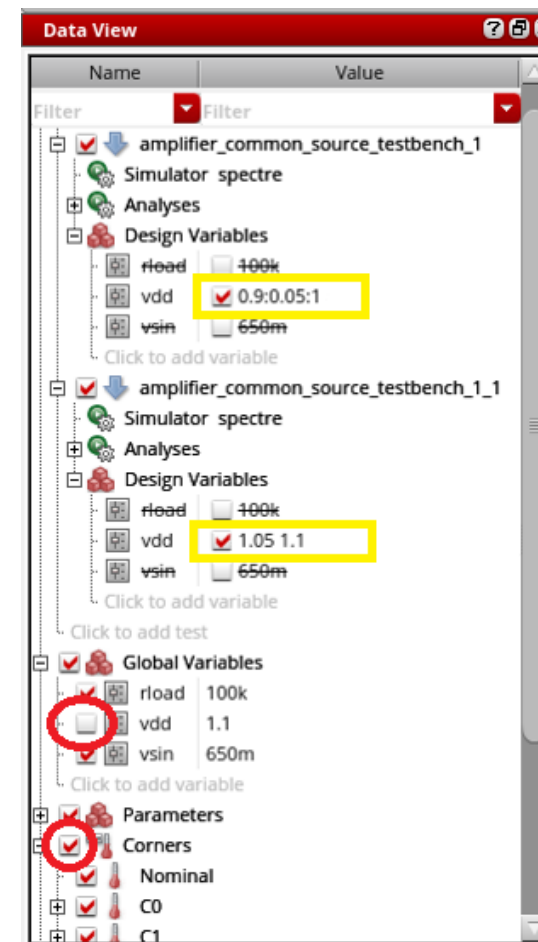 Data View
Name Value
Filter Filter
amplifier_common_source_testbench_1
Simulator spectre
Analyses
Design Variables
rload 100k
vdd 0.9:0.05:1
vsin 650m
Click to add variable
amplifier_common_source_testbench_1_1
Simulator spectre
Analyses
Design Variables
rload 100k
vdd 1.05 1.1
vsin 650m
Click to add variable
Click to add test
Global Variables
rload 100k
vdd 1.1
vsin 650m
Click to add variable
Parameters
Corners
Nominal
C0
C1